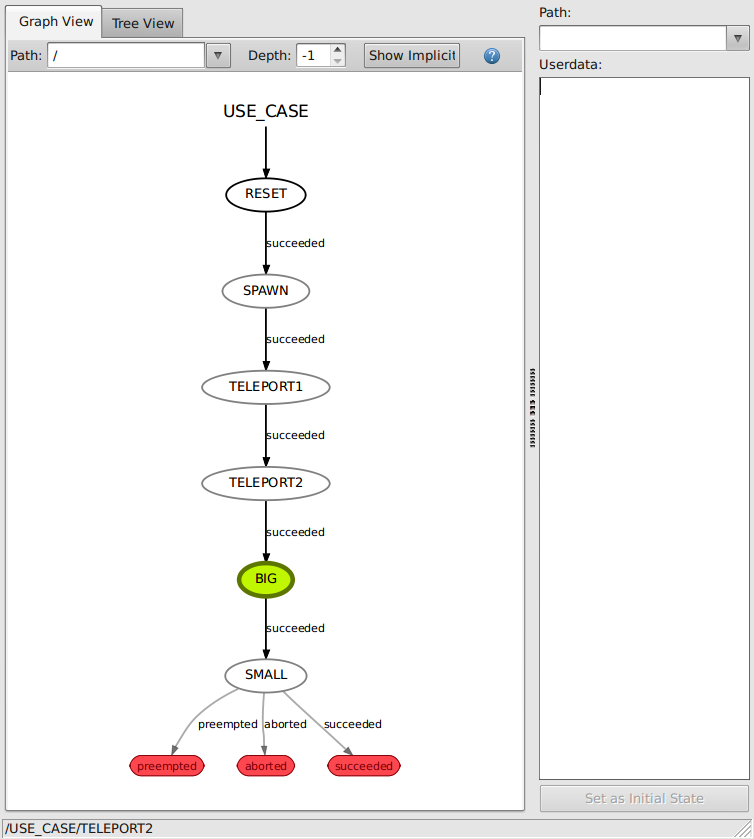 Graph View
Tree View
Path: /
Depth: -1
Show Implicit
?
Path:
Userdata:
USE_CASE
RESET
succeeded
SPAWN
succeeded
TELEPORT1
succeeded
TELEPORT2
succeeded
BIG
succeeded
SMALL
preempted aborted succeeded
preempted aborted succeeded
Set as Initial State
/USE_CASE/TELEPORT2